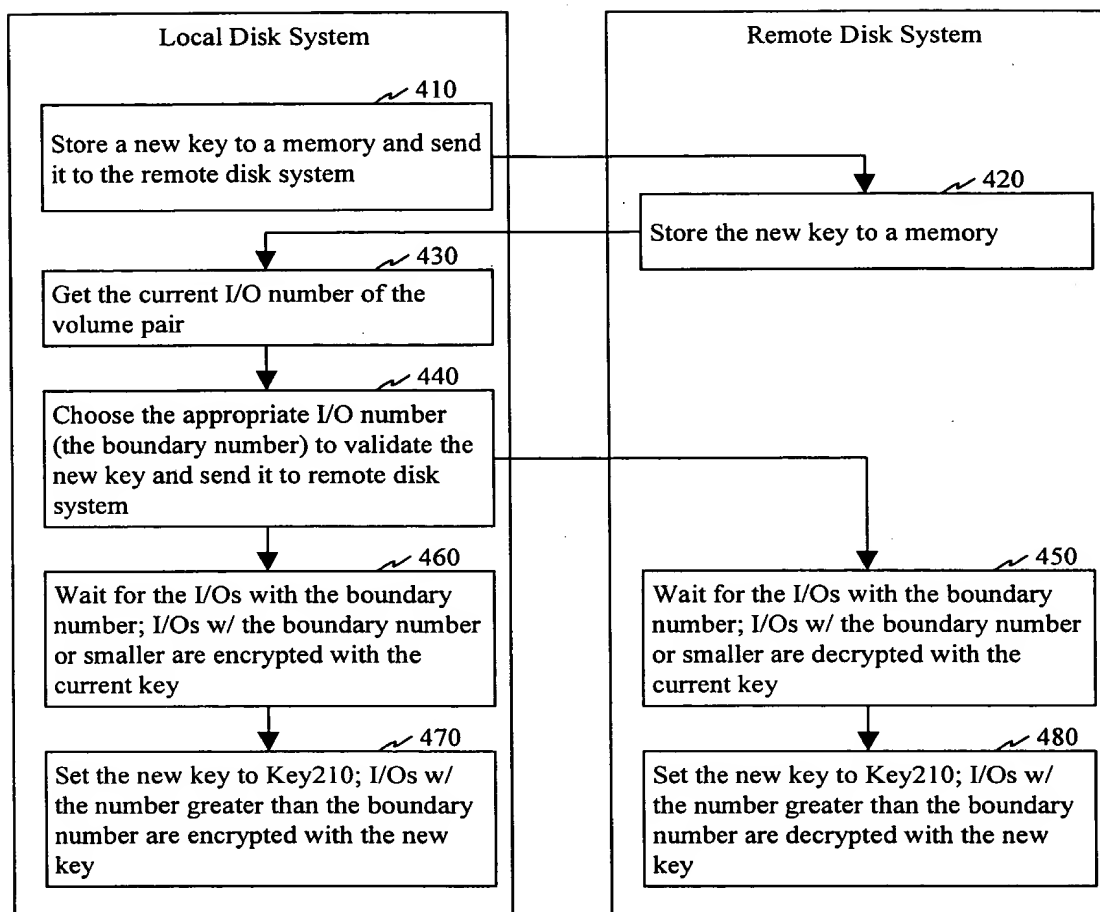 Local Disk System
Remote Disk System
410
Store a new key to a memory and send
it to the remote disk system
420
Store the new key to a memory
430
Get the current I/O number of the
volume pair
440
Choose the appropriate I/O number
(the boundary number) to validate the
new key and send it to remote disk
system
460
Wait for the I/Os with the boundary
number; I/Os w/ the boundary number
or smaller are encrypted with the
current key
450
Wait for the I/Os with the boundary
number; I/Os w/ the boundary number
or smaller are decrypted with the
current key
470
Set the new key to Key210; I/Os w/
the number greater than the boundary
number are encrypted with the new
key
480
Set the new key to Key210; I/Os w/
the number greater than the boundary
number are decrypted with the new
key